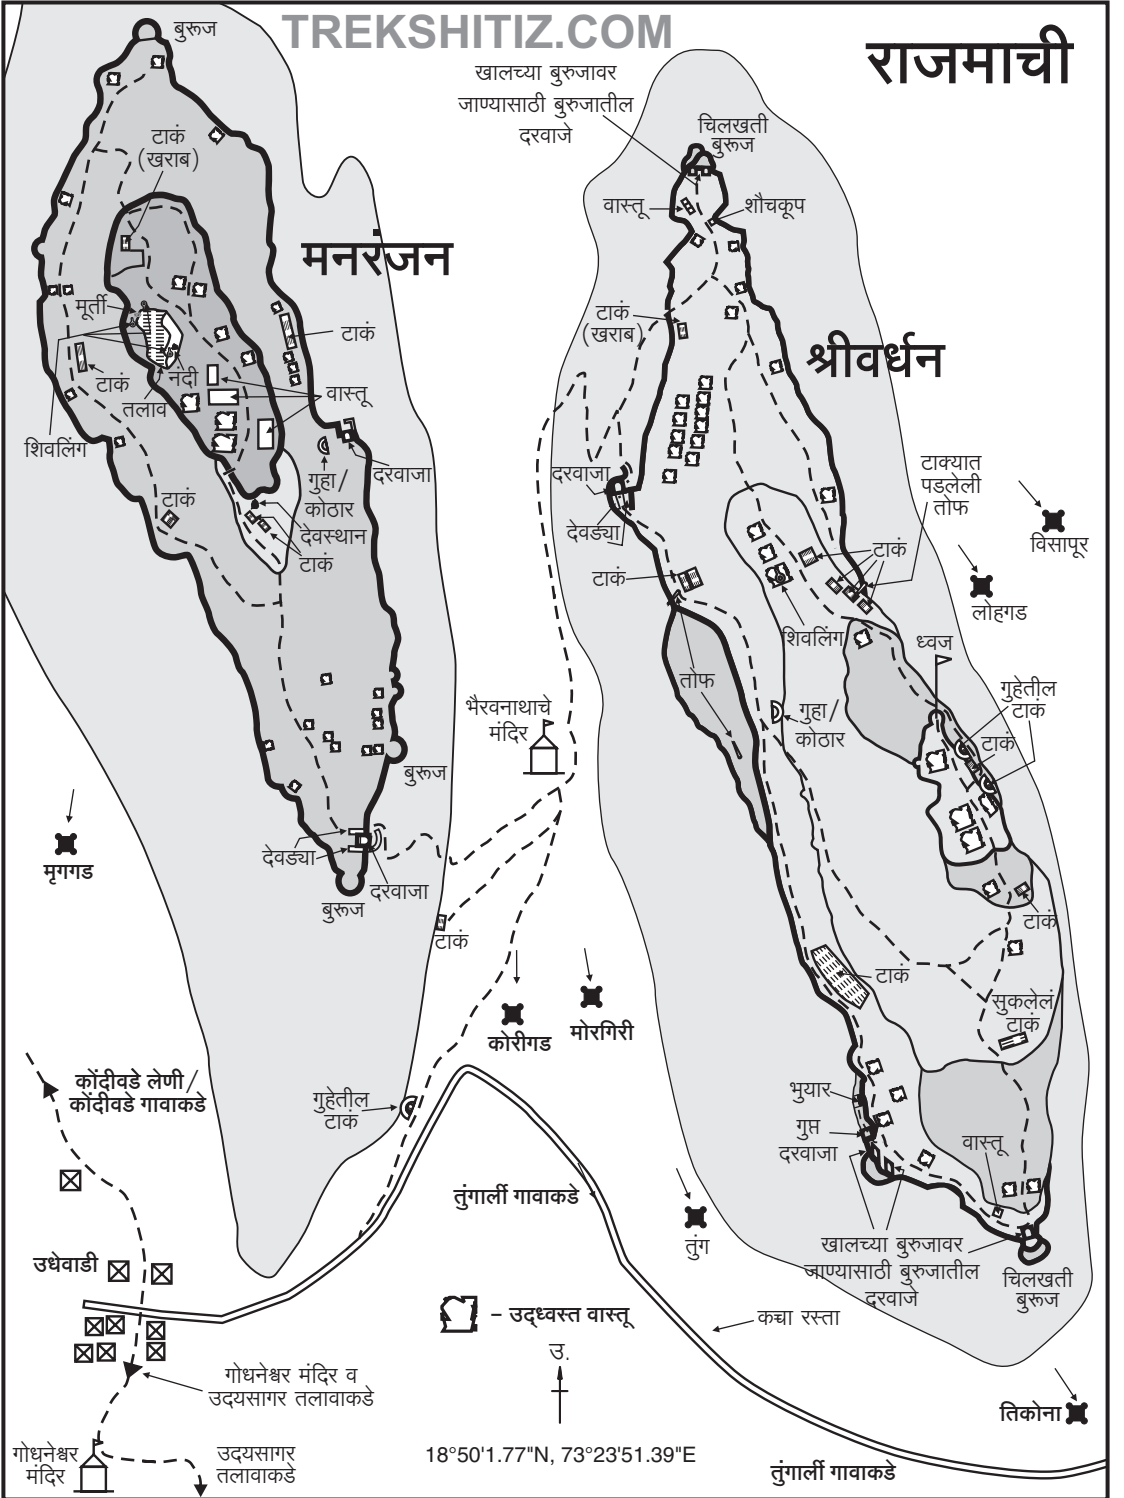 TREKSHITIZ.COM
राजमाची
बुरूज
खालच्या बुरुजावर
जाण्यासाठी बुरुजातील
दरवाजे
चिलखती
बुरूज
टाकं
(खराब)
वास्तू
शौचकूप
मनरंजन
मूर्ती
टाकं
टाकं
(खराब)
श्रीवर्धन
टाकं
नंदी
तलाव
वास्तू
शिवलिंग
गुहा/
कोठार
दरवाजा
दरवाजा
टाक्यात
पडलेली
तोफ
टाकं
देवस्थान
टाकं
देवड्या
विसापूर
टाकं
टाकं
लोहगड
शिवलिंग
ध्वज
तोफ
गुहेतील
टाकं
भैरवनाथाचे
मंदिर
गुहा/
कोठार
टाकं
बुरूज
मृगगड
देवड्या
दरवाजा
बुरूज
टाकं
टाकं
टाकं
सुकलेलं
टाकं
कोरीगड
मोरगिरी
कोंदीवडे लेणी/
कोंदीवडे गावाकडे
गुहेतील
टाकं
भुयार
गुप्त
दरवाजा
वास्तू
तुंगार्ली गावाकडे
तुंग
खालच्या बुरुजावर
जाण्यासाठी बुरुजातील
दरवाजे
चिलखती
बुरूज
उधेवाडी
– उद्ध्वस्त वास्तू
कच्चा रस्ता
उ.
गोधनेश्वर मंदिर व
उदयसागर तलावाकडे
तिकोना
गोधनेश्वर
मंदिर
उदयसागर
तलावाकडे
18°50'1.77"N, 73°23'51.39"E
तुंगार्ली गावाकडे